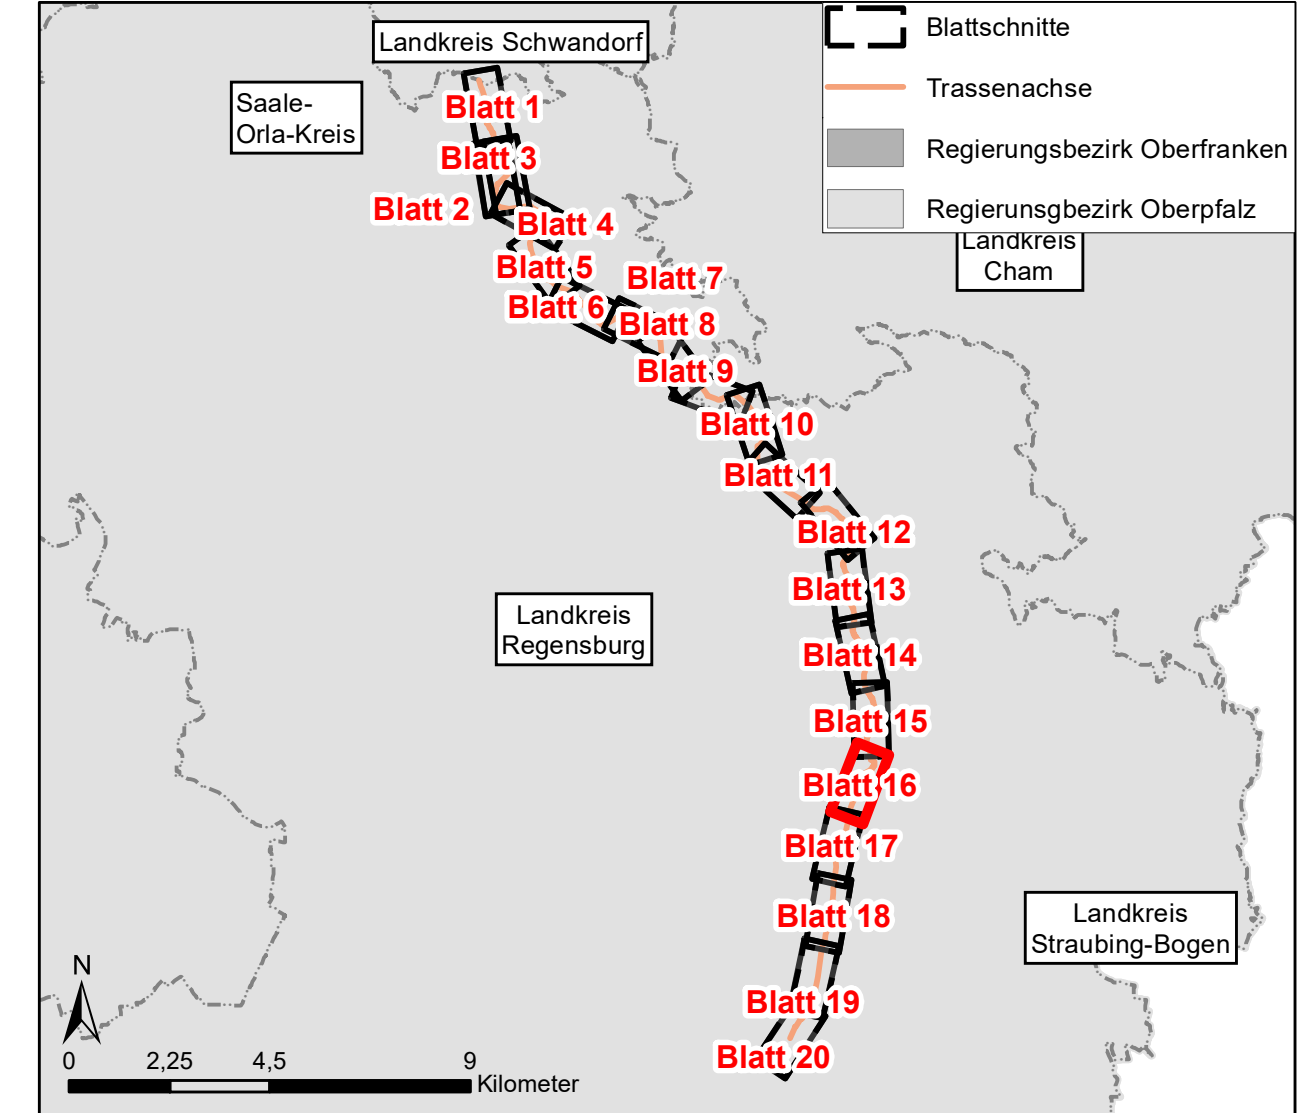 Landkreis Schwandorf
Saale-
Orla-Kreis
Blattschnitte
Trassenachse
Regierungsbezirk Oberfranken
Regierunsgbezirk Oberpfalz
Landkreis
Cham
Blatt 1
Blatt 3
Blatt 2
Blatt 4
Blatt 5
Blatt 7
Blatt 6
Blatt 8
Blatt 9
Blatt 10
Blatt 11
Blatt 12
Blatt 13
Landkreis
Regensburg
Blatt 14
Blatt 15
Blatt 16
Blatt 17
Blatt 18
Landkreis
Straubing-Bogen
Blatt 19
Blatt 20
N
0 2,25 4,5 9
Kilometer